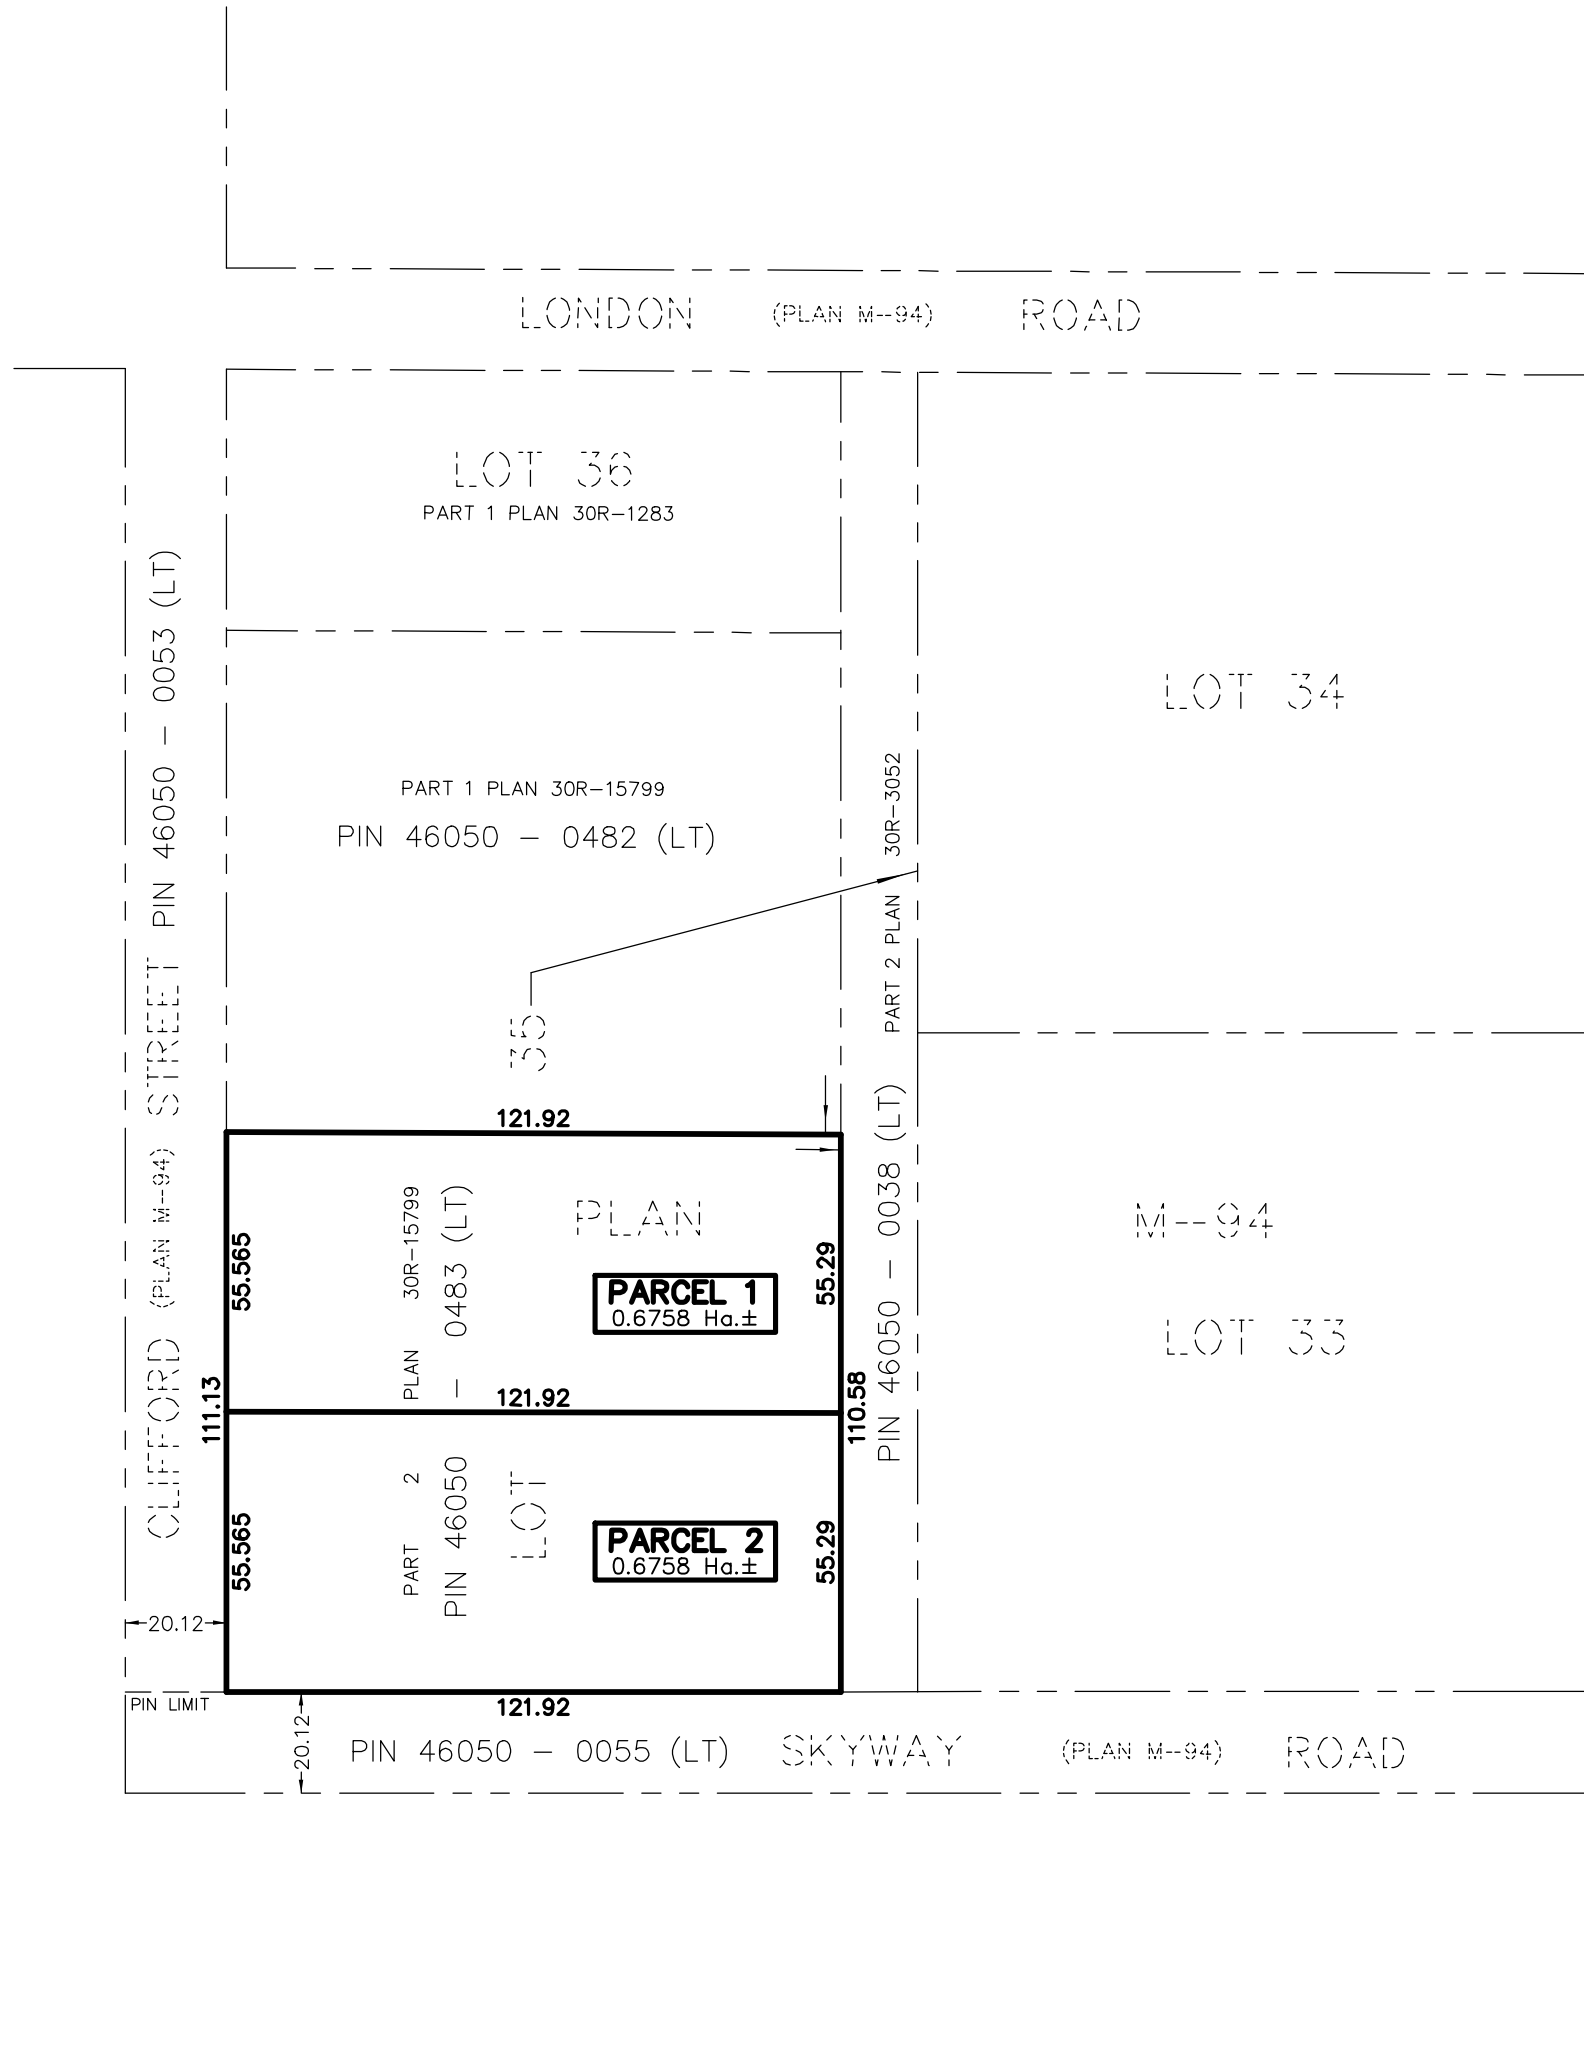 LONDON (PLAN M--94) ROAD
LOT 36
PART 1 PLAN 30R-1283
LOT 34
PART 1 PLAN 30R-15799
PIN 46050 - 0482 (LT)
CLIFFORD (PLAN M--94) STREET PIN 46050 - 0053 (LT)
PART 2 PLAN 30R-3052
PIN 46050 - 0038 (LT)
LOT 35
121.92
PLAN M--94
PART 2 PLAN 30R-15799
PIN 46050 - 0483 (LT)
55.565
55.29
PARCEL 1
0.6758 Ha.±
LOT 33
111.13
121.92
110.58
55.565
55.29
PARCEL 2
0.6758 Ha.±
20.12
PIN LIMIT
121.92
20.12
PIN 46050 - 0055 (LT) SKYWAY (PLAN M--94) ROAD